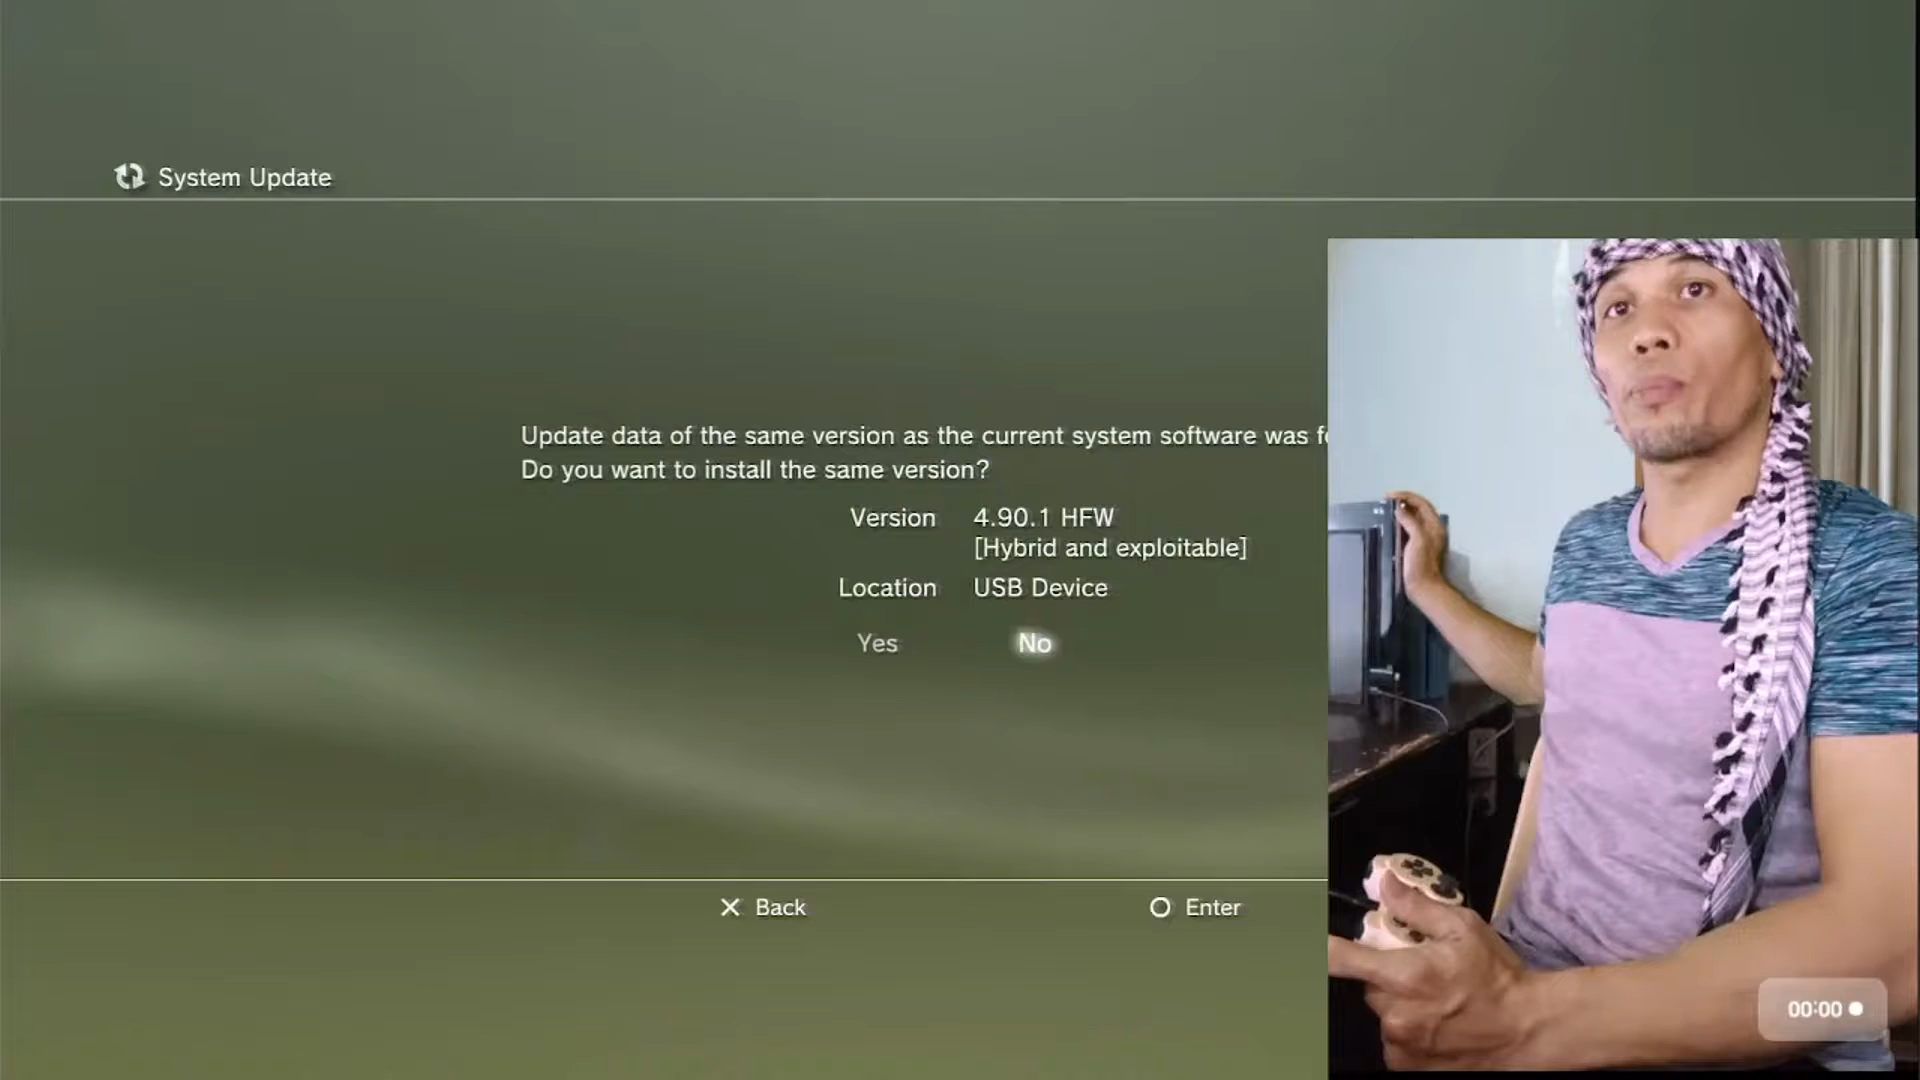 System Update
Update data of the same version as the current system software was
Do you want to install the same version?
Version 4.90.1 HFW
[Hybrid and exploitable]
Location USB Device
Yes No
Back Enter
00:00